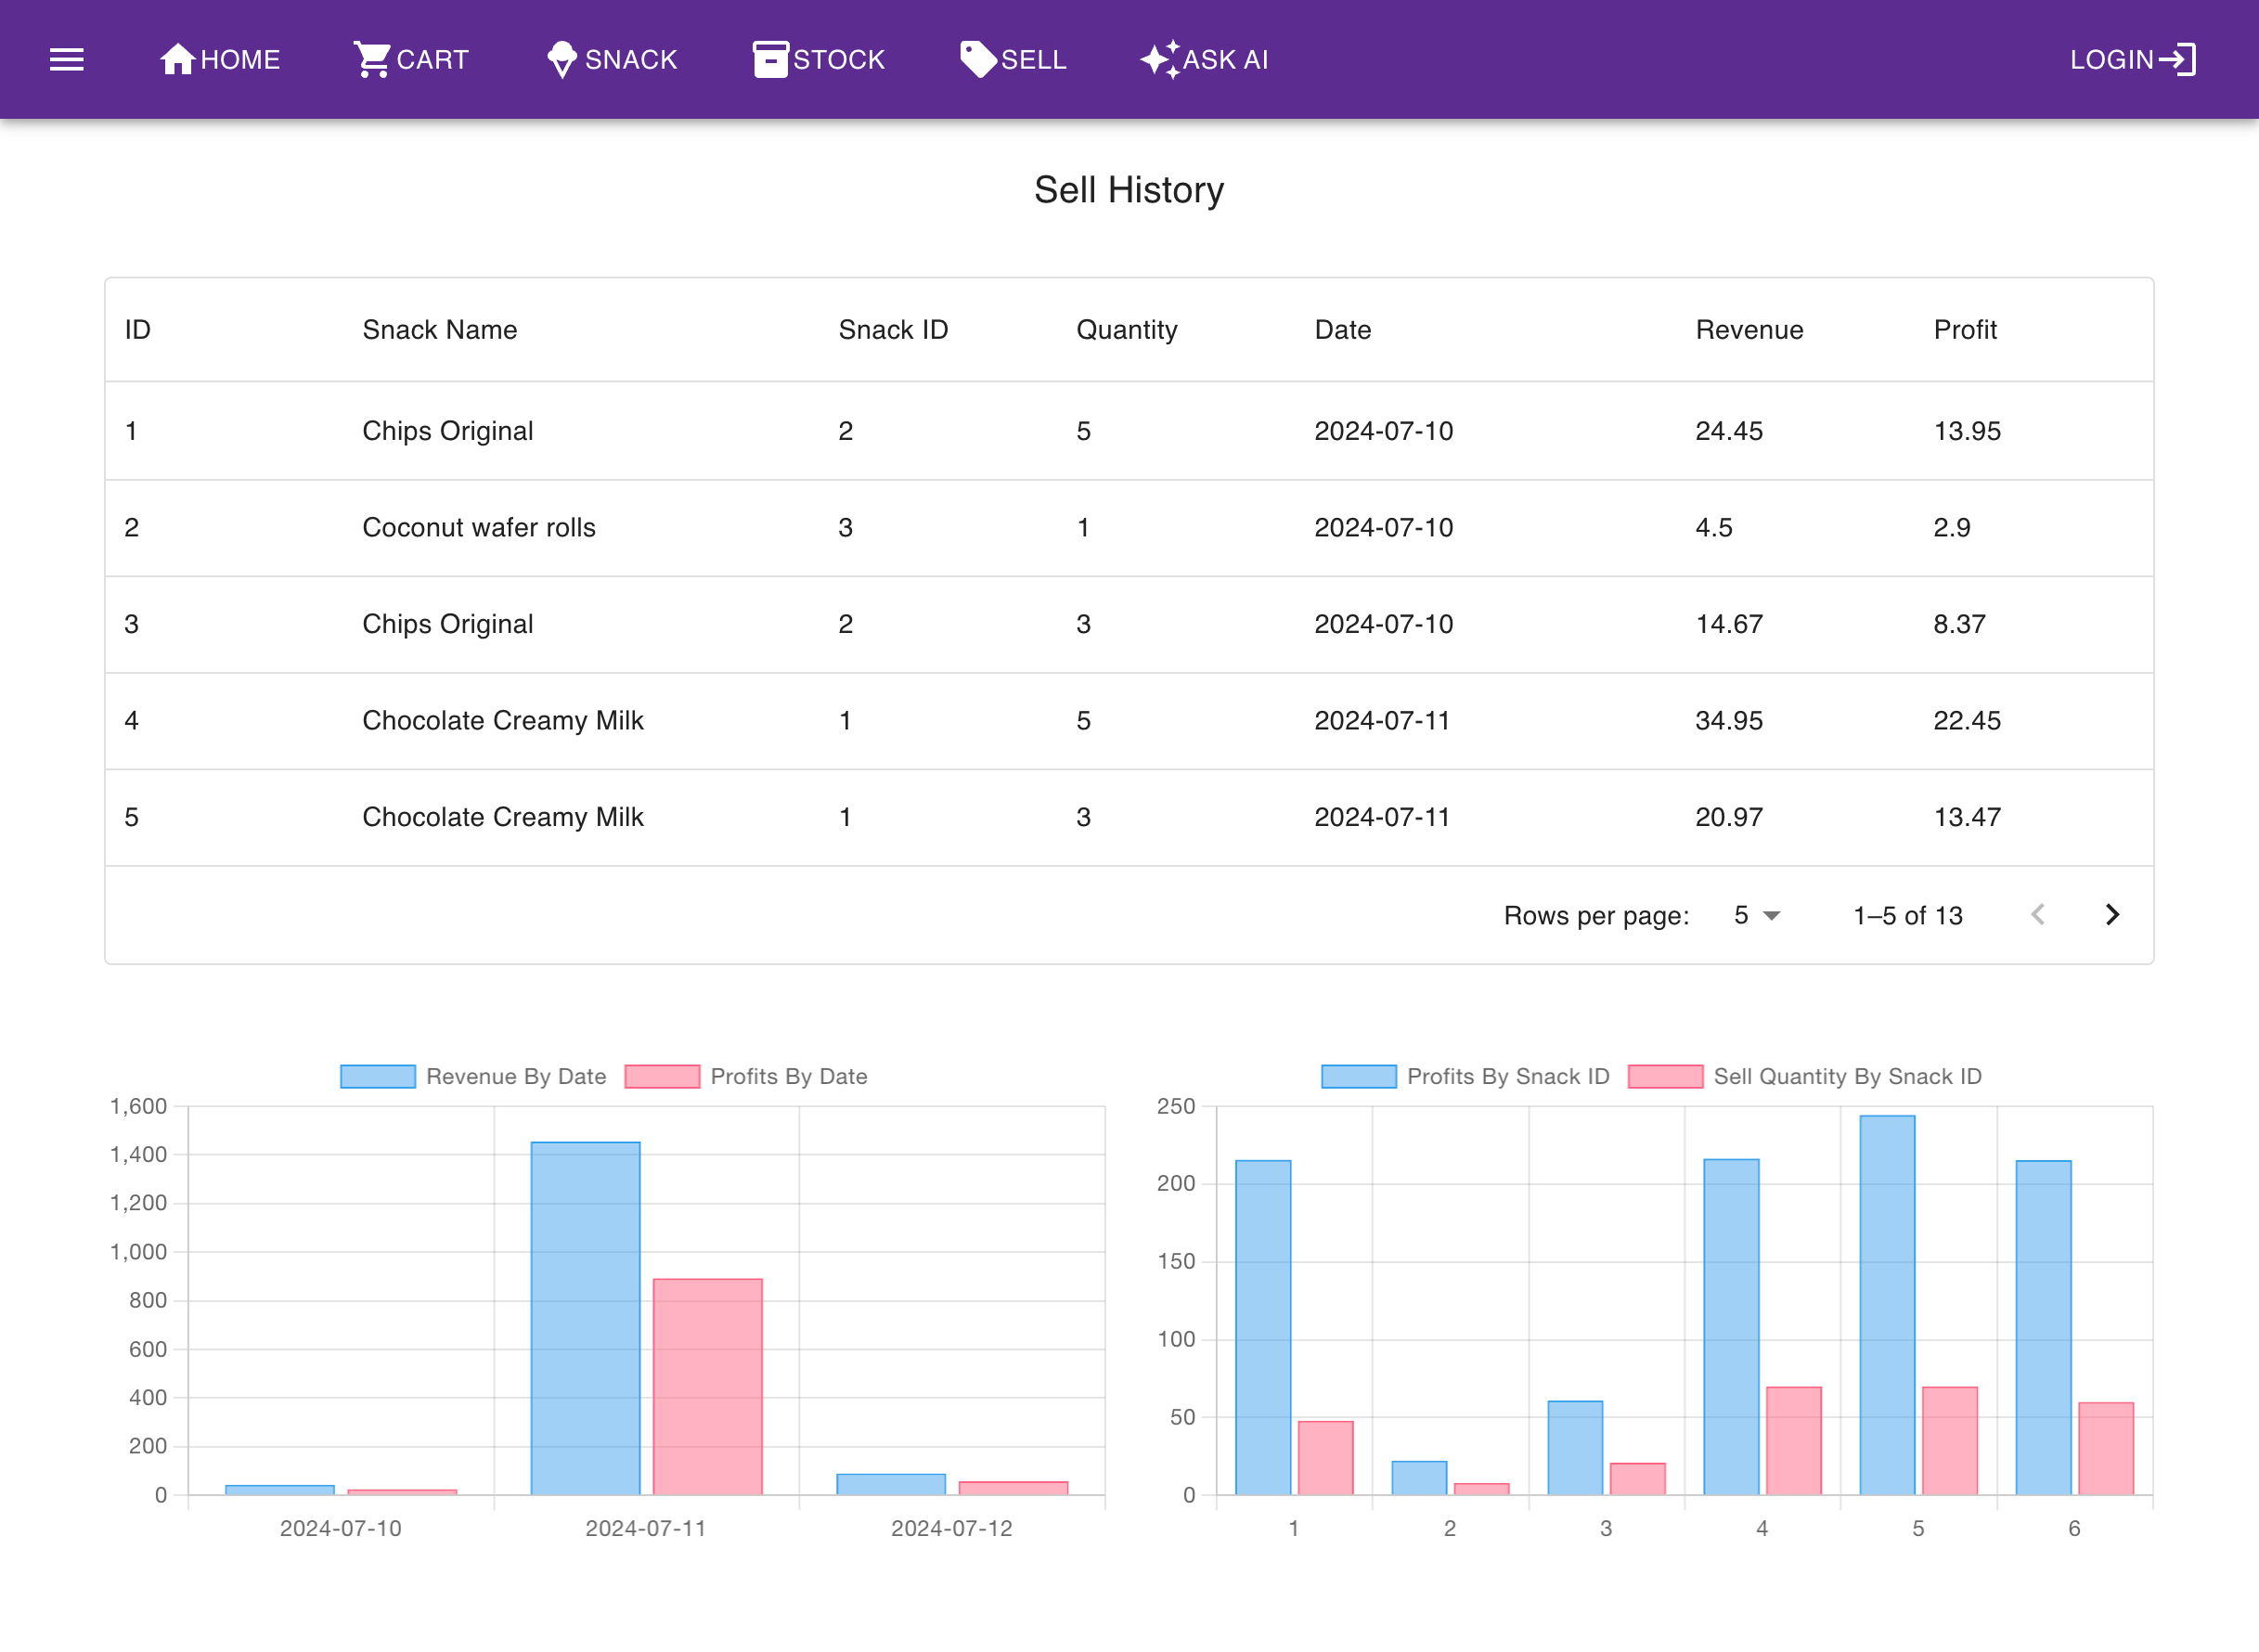 HOME CART SNACK STOCK SELL ASK AI LOGIN
Sell History
ID Snack Name Snack ID Quantity Date Revenue Profit
1 Chips Original 2 5 2024-07-10 24.45 13.95
2 Coconut wafer rolls 3 1 2024-07-10 4.5 2.9
3 Chips Original 2 3 2024-07-10 14.67 8.37
4 Chocolate Creamy Milk 1 5 2024-07-11 34.95 22.45
5 Chocolate Creamy Milk 1 3 2024-07-11 20.97 13.47
Rows per page: 5 1–5 of 13
Revenue By Date Profits By Date
1,600
1,400
1,200
1,000
800
600
400
200
0
2024-07-10 2024-07-11 2024-07-12
Profits By Snack ID Sell Quantity By Snack ID
250
200
150
100
50
0
1 2 3 4 5 6